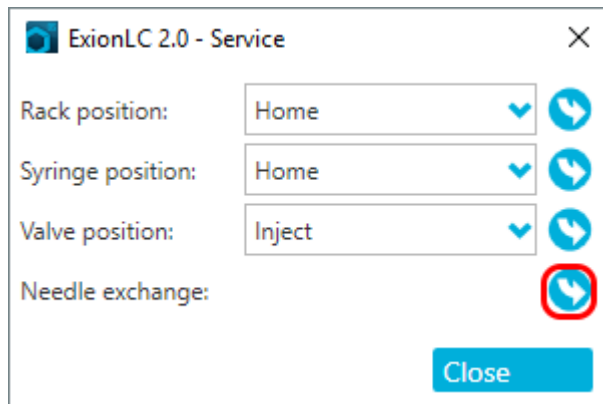 ExionLC 2.0 - Service
Rack position: Home
Syringe position: Home
Valve position: Inject
Needle exchange:
Close